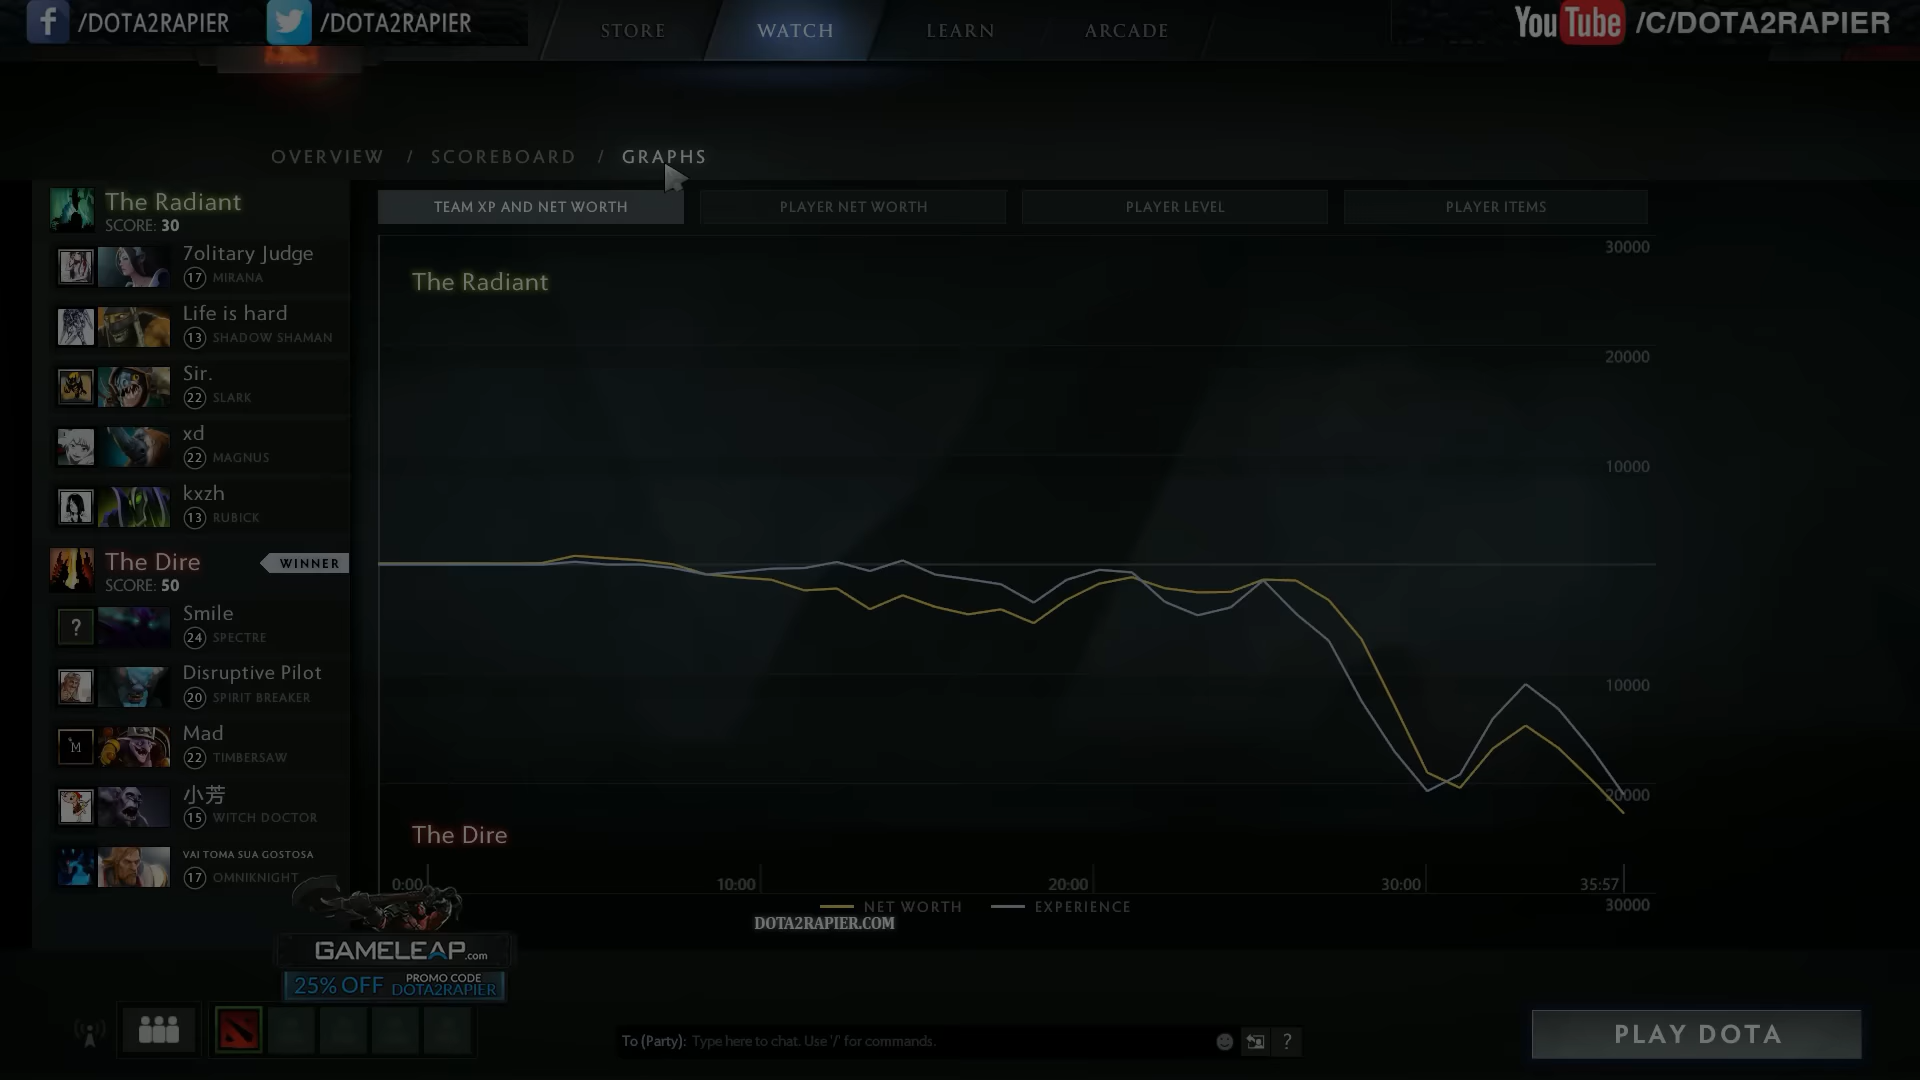 /DOTA2RAPIER
/DOTA2RAPIER
STORE
WATCH
LEARN
ARCADE
YouTube /C/DOTA2RAPIER
OVERVIEW / SCOREBOARD / GRAPHS
The Radiant
SCORE: 30
7olitary Judge
17 MIRANA
Life is hard
13 SHADOW SHAMAN
Sir.
22 SLARK
xd
22 MAGNUS
kxzh
13 RUBICK
The Dire
WINNER
SCORE: 50
Smile
24 SPECTRE
Disruptive Pilot
20 SPIRIT BREAKER
Mad
22 TIMBERSAW
小芳
15 WITCH DOCTOR
VAI TOMA SUA GOSTOSA
17 OMNIKNIGHT
TEAM XP AND NET WORTH
PLAYER NET WORTH
PLAYER LEVEL
PLAYER ITEMS
The Radiant
30000
20000
10000
10000
20000
The Dire
0:00
10:00
20:00
30:00
35:57
30000
NET WORTH
EXPERIENCE
DOTA2RAPIER.COM
GAMELEAP.com
25% OFF
PROMO CODE
DOTA2RAPIER
To (Party): Type here to chat. Use '/' for commands.
?
PLAY DOTA